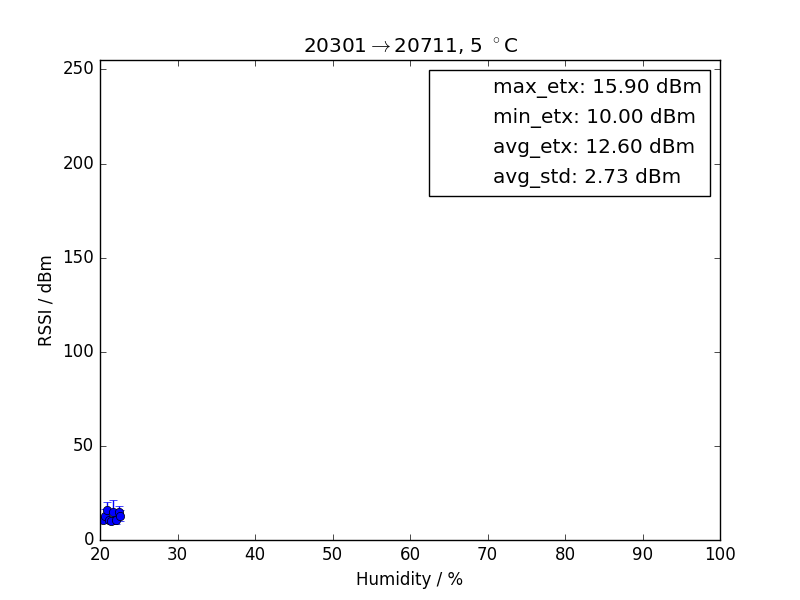 20301→20711, 5 °C
max_etx: 15.90 dBm
min_etx: 10.00 dBm
avg_etx: 12.60 dBm
avg_std: 2.73 dBm
RSSI / dBm
250
200
150
100
50
0
20 30 40 50 60 70 80 90 100
Humidity / %